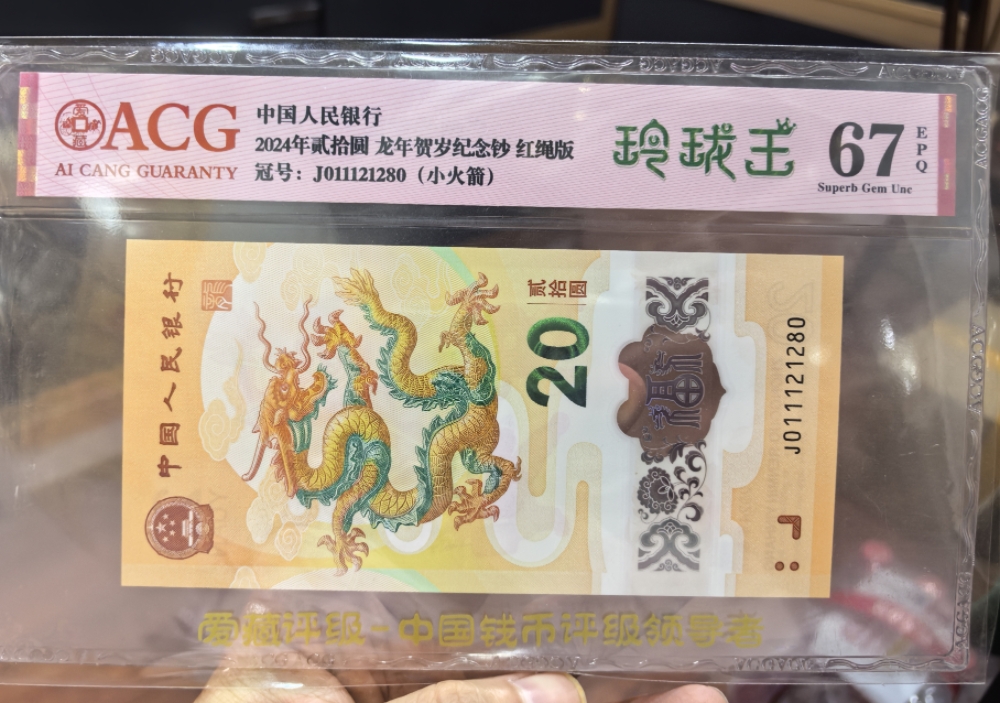 ACG
AI CANG GUARANTY
中国人民银行
2024年贰拾圆 龙年贺岁纪念钞 红绳版
冠号：J011121280（小火箭）
玲珑王
67
EPQ
Superb Gem Unc
中国人民银行
贰拾圆
20
福
J011121280
爱藏评级-中国钱币评级领导者
ACGACG